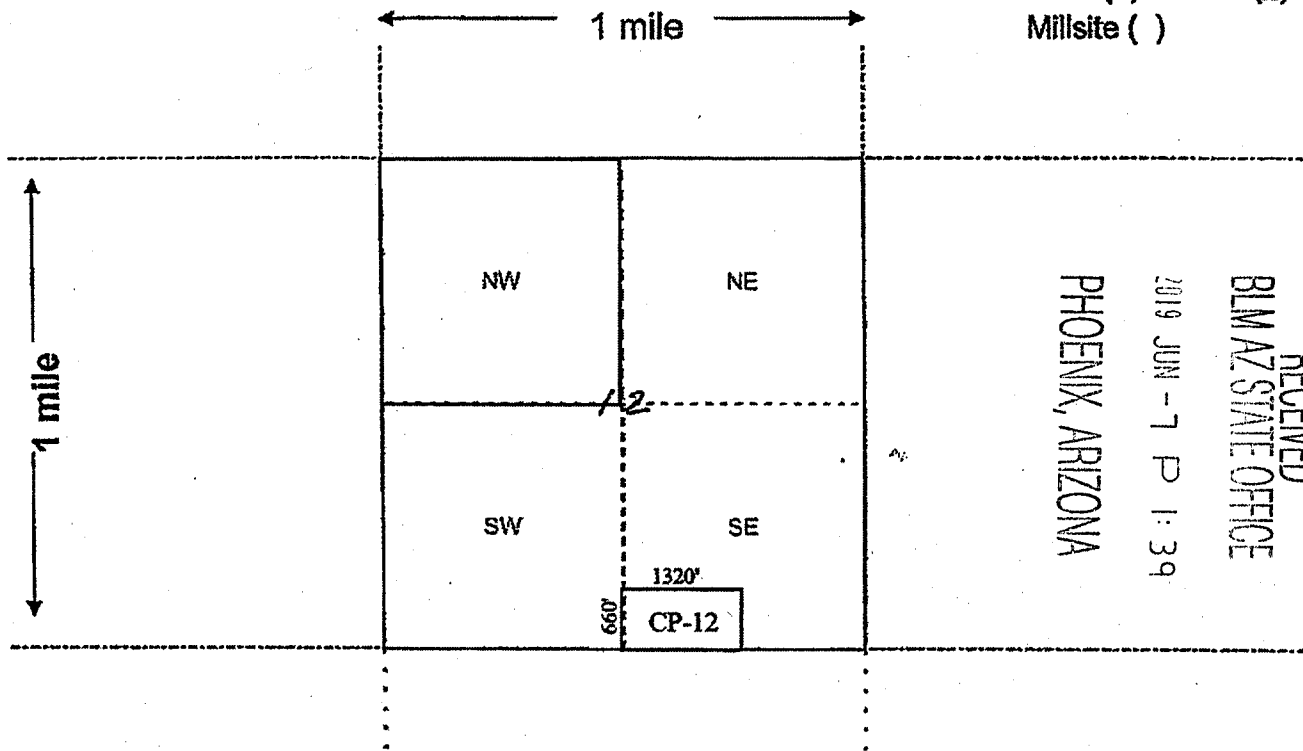 1 mile
Millsite ( )
1 mile
NW
NE
12
SW
SE
1320'
660'
CP-12
RECEIVED
BLM AZ STATE OFFICE
2019 JUN -7 P 1:39
PHOENIX, ARIZONA